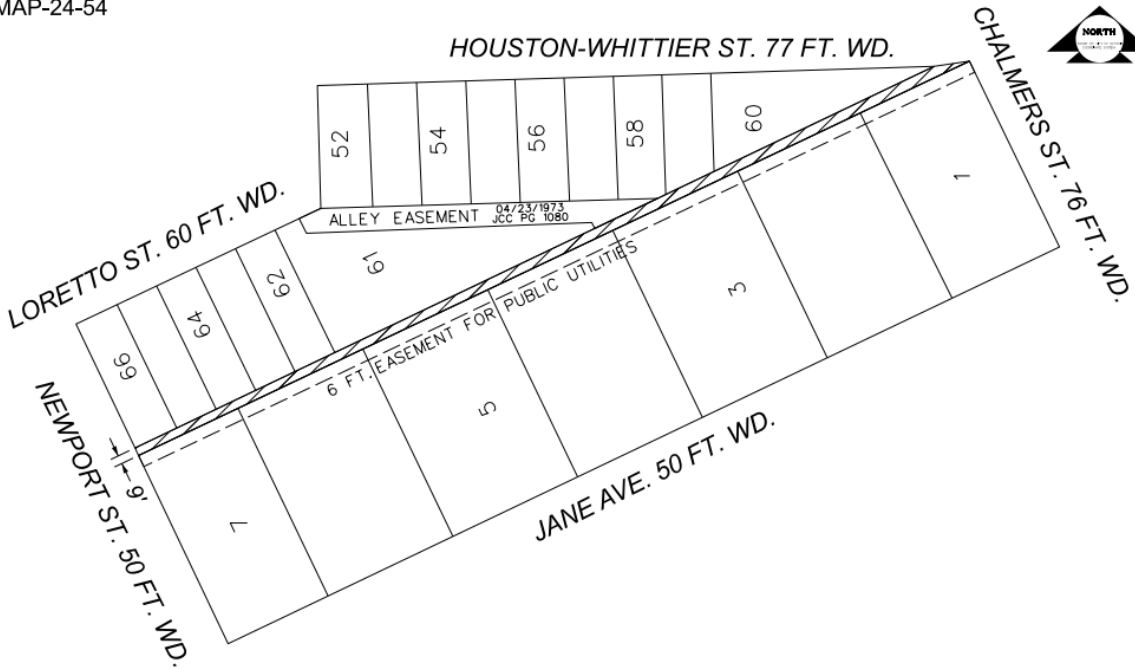 MAP-24-54
NORTH
HOUSTON-WHITTIER ST. 77 FT. WD.
CHALMERS ST. 76 FT. WD.
52
54
56
58
60
1
LORETTO ST. 60 FT. WD.
ALLEY EASEMENT 04/23/1973
JCC PG 1080
61
62
64
66
3
6 FT. EASEMENT FOR PUBLIC UTILITIES
5
7
NEWPORT ST. 50 FT. WD.
9'
JANE AVE. 50 FT. WD.